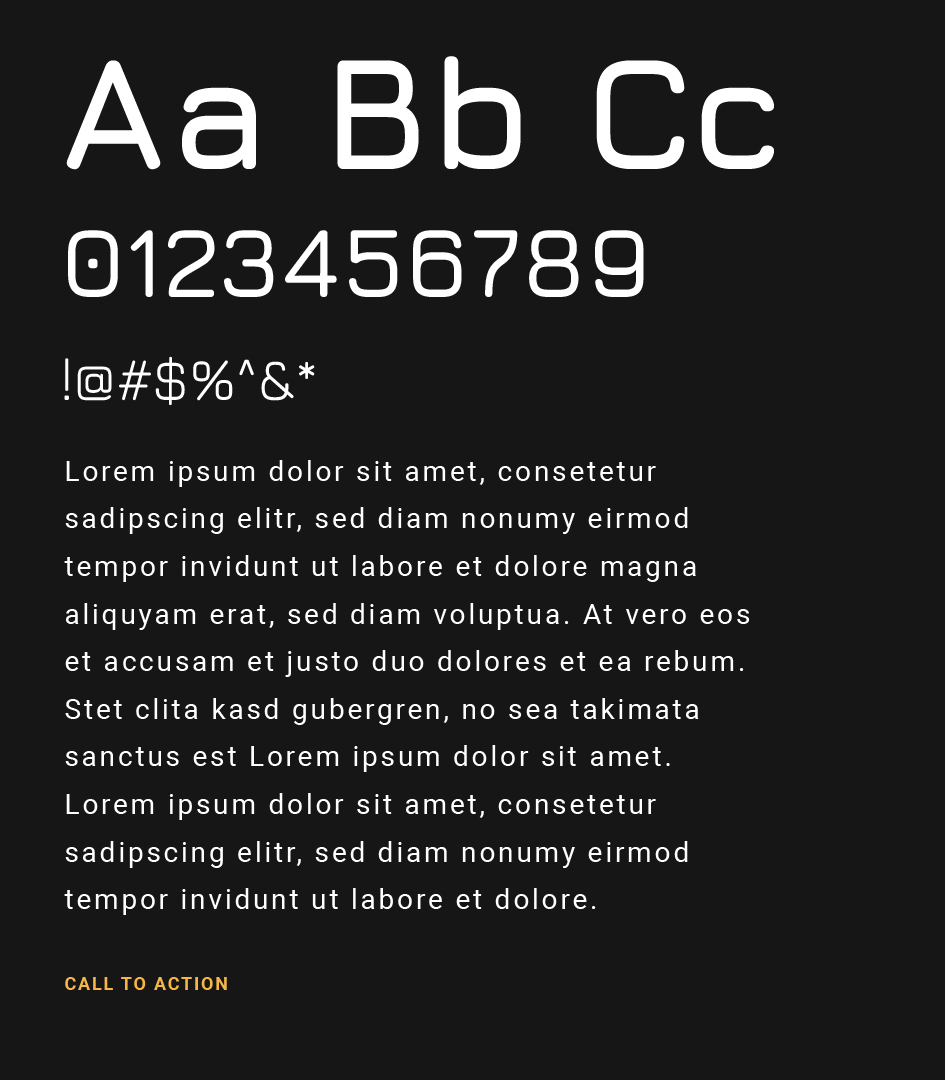 Aa Bb Cc
0123456789
!@#$%^&*
Lorem ipsum dolor sit amet, consetetur
sadipscing elitr, sed diam nonumy eirmod
tempor invidunt ut labore et dolore magna
aliquyam erat, sed diam voluptua. At vero eos
et accusam et justo duo dolores et ea rebum.
Stet clita kasd gubergren, no sea takimata
sanctus est Lorem ipsum dolor sit amet.
Lorem ipsum dolor sit amet, consetetur
sadipscing elitr, sed diam nonumy eirmod
tempor invidunt ut labore et dolore.
CALL TO ACTION